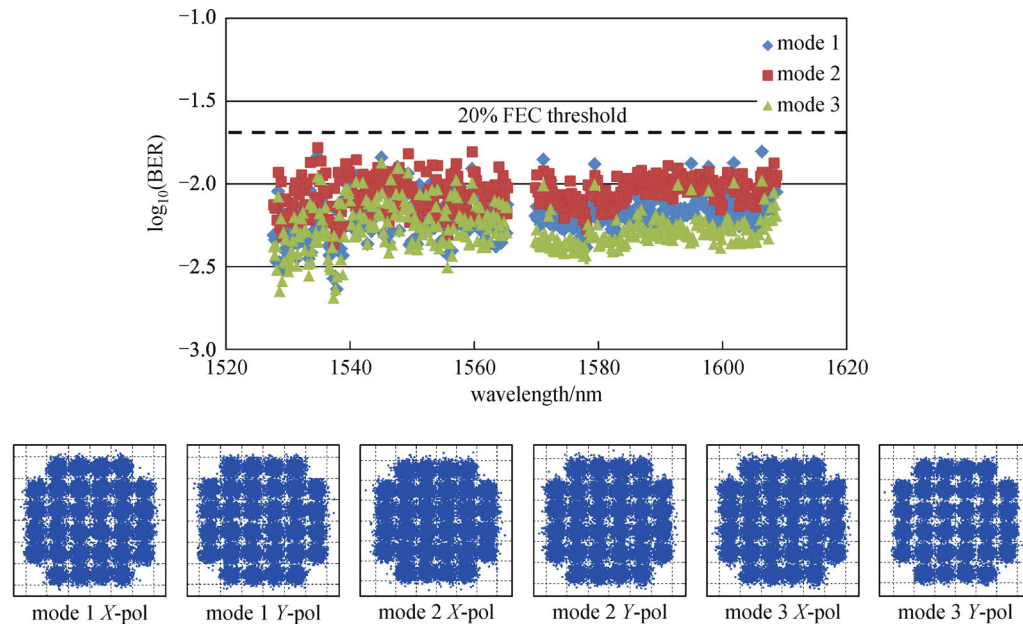 −1.0
mode 1
mode 2
−1.5
mode 3
20% FEC threshold
log10(BER)
−2.0
−2.5
−3.0
1520 1540 1560 1580 1600 1620
wavelength/nm
mode 1 X-pol mode 1 Y-pol mode 2 X-pol mode 2 Y-pol mode 3 X-pol mode 3 Y-pol